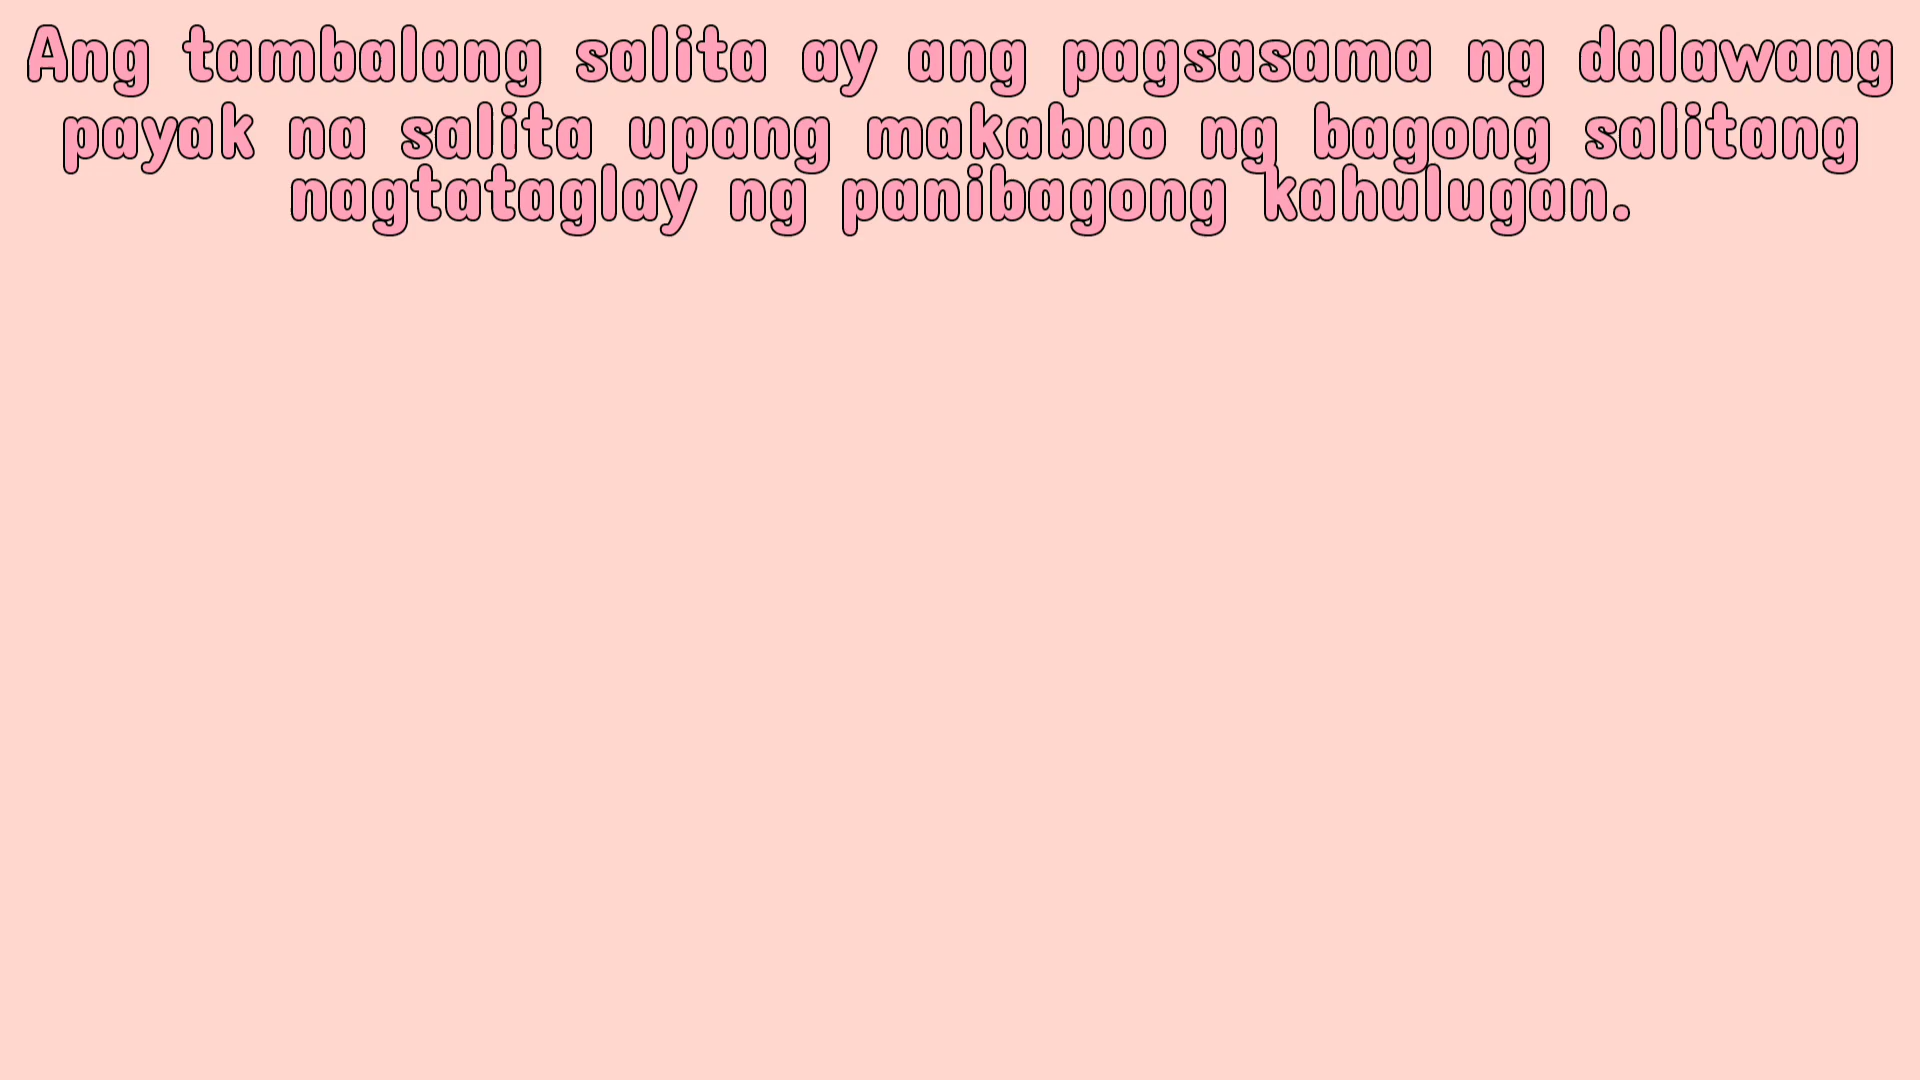 Ang tambalang salita ay ang pagsasama ng dalawang
payak na salita upang makabuo ng bagong salitang
nagtataglay ng panibagong kahulugan.